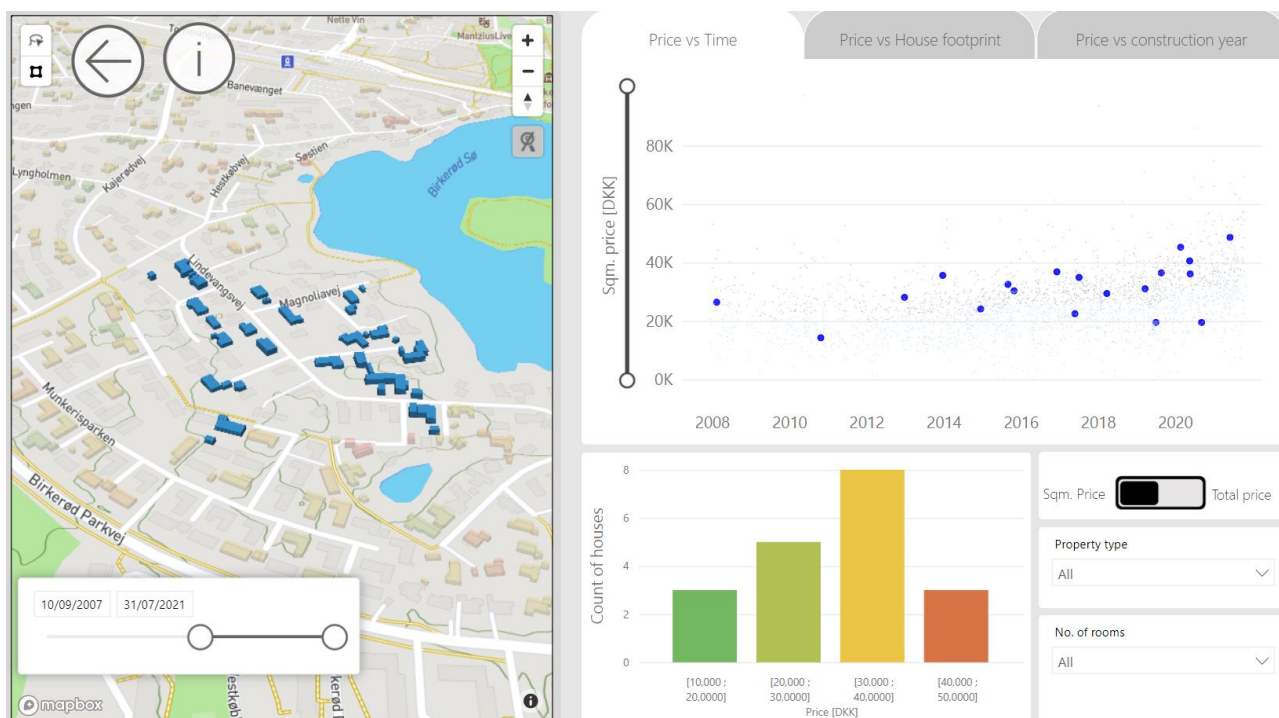 Nette Vin
MantziusLive
Banevænget
Lyngholmen
Kajerødvej
Hestkøbvej
Søstien
Birkerød Sø
Lindevangsvej
Magnoliavej
Munkerisparken
Birkerød Parkvej
10/09/2007 31/07/2021
mapbox
Price vs Time
Price vs House footprint
Price vs construction year
Sqm. price [DKK]
80K
60K
40K
20K
0K
2008 2010 2012 2014 2016 2018 2020
Count of houses
8
6
4
2
0
[10,000 ; 
20,0000]
[20,000 ; 
30,0000]
[30,000 ; 
40,0000]
[40,000 ; 
50,0000]
Price [DKK]
Sqm. Price
Total price
Property type
All
No. of rooms
All